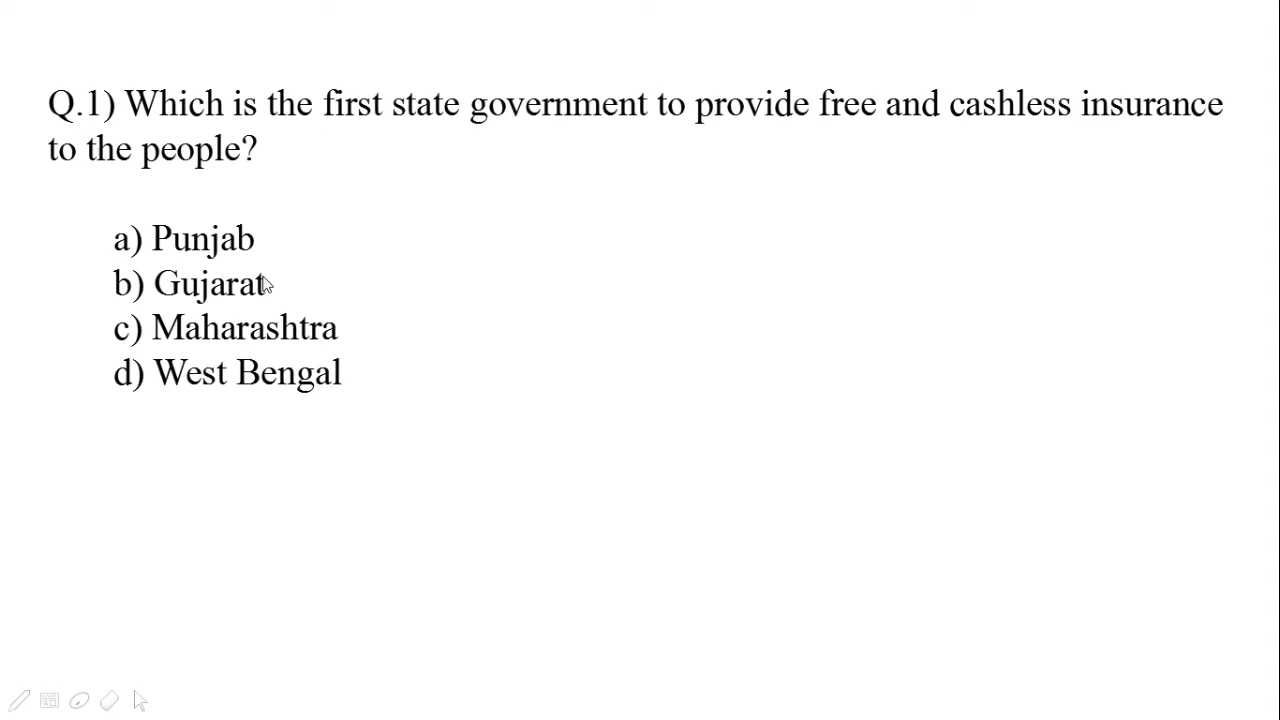 Q.1) Which is the first state government to provide free and cashless insurance
to the people?
a) Punjab
b) Gujarat
c) Maharashtra
d) West Bengal